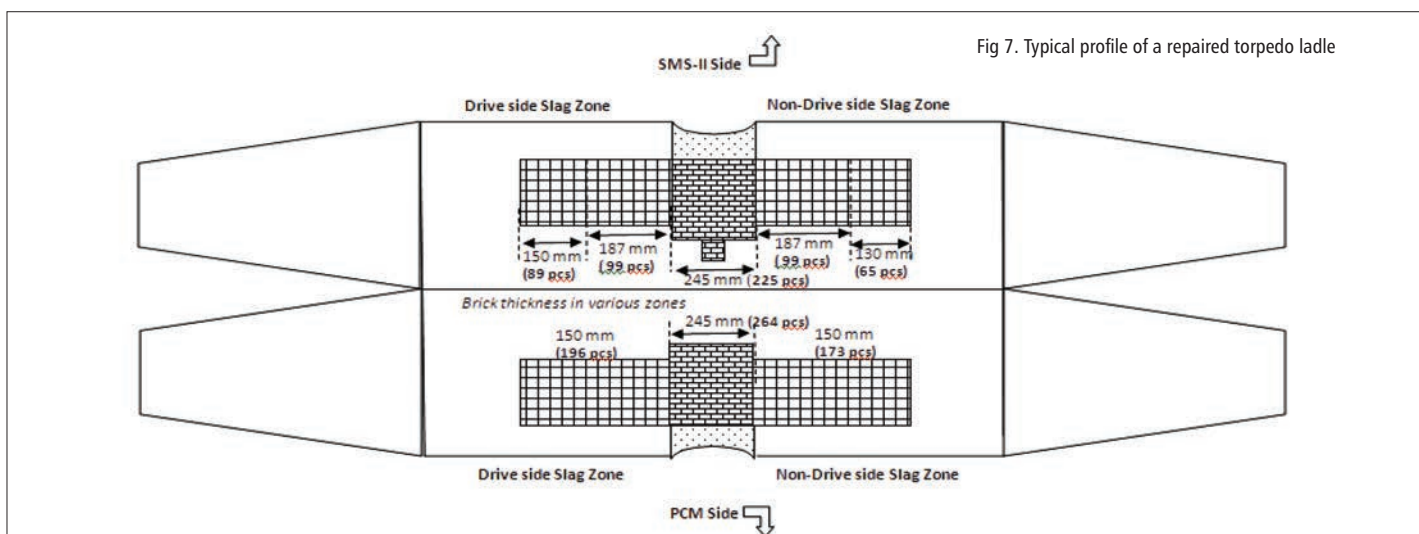 Fig 7. Typical profile of a repaired torpedo ladle
SMS-II Side
Drive side Slag Zone
Non-Drive side Slag Zone
150 mm
(89 pcs)
187 mm
(99 pcs)
245 mm (225 pcs)
187 mm
(99 pcs)
130 mm
(65 pcs)
Brick thickness in various zones
150 mm
(196 pcs)
245 mm (264 pcs)
150 mm
(173 pcs)
Drive side Slag Zone
Non-Drive side Slag Zone
PCM Side